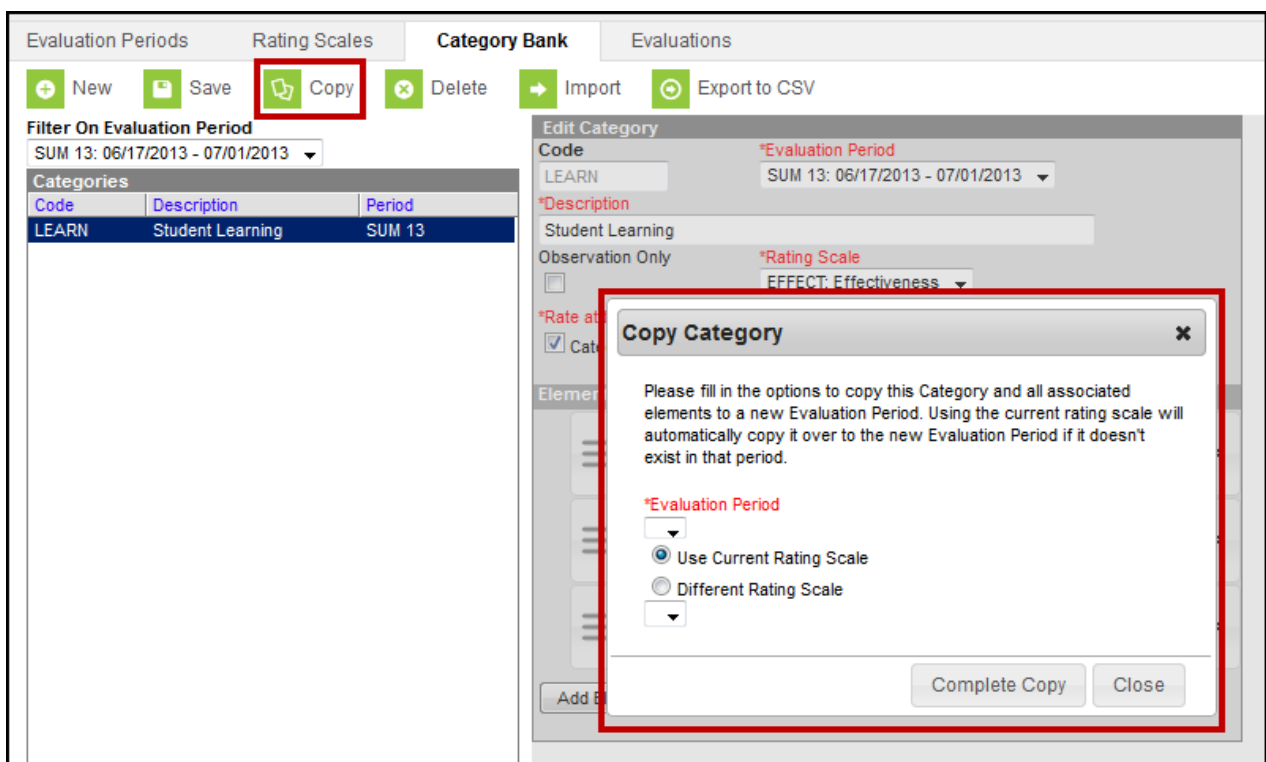 Evaluation Periods Rating Scales Category Bank Evaluations
New Save Copy Delete Import Export to CSV
Filter On Evaluation Period
SUM 13: 06/17/2013 - 07/01/2013
Categories
Code Description Period
LEARN Student Learning SUM 13
Edit Category
Code *Evaluation Period
LEARN SUM 13: 06/17/2013 - 07/01/2013
*Description
Student Learning
Observation Only *Rating Scale
EFFECT: Effectiveness
*Rate at
Cate
Elemen
Add E
Copy Category
Please fill in the options to copy this Category and all associated
elements to a new Evaluation Period. Using the current rating scale will
automatically copy it over to the new Evaluation Period if it doesn't
exist in that period.
*Evaluation Period
Use Current Rating Scale
Different Rating Scale
Complete Copy Close